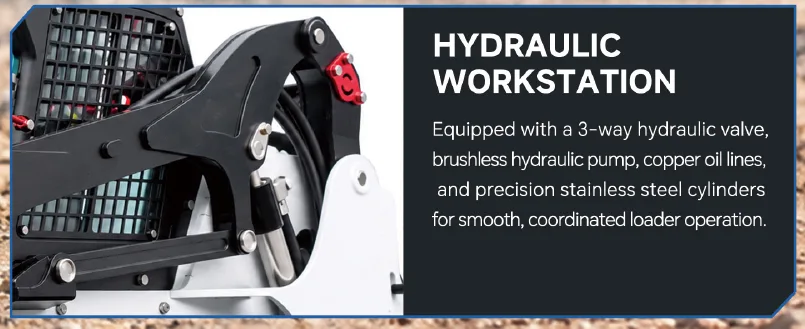 HYDRAULIC
WORKSTATION
Equipped with a 3-way hydraulic valve,
brushless hydraulic pump, copper oil lines,
and precision stainless steel cylinders
for smooth, coordinated loader operation.